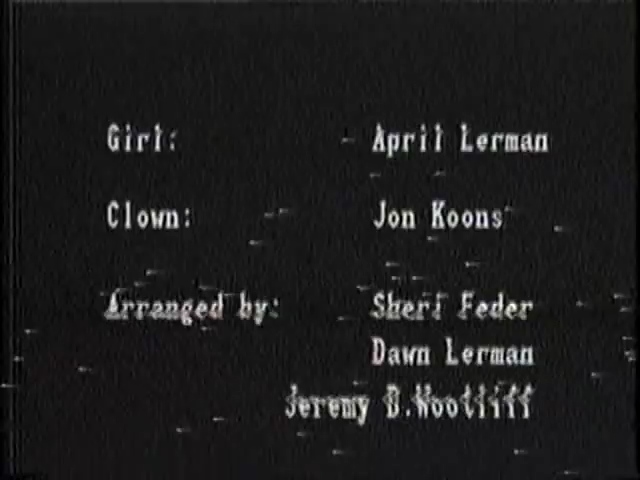 Girl: April Lerman
Clown: Jon Koons
Arranged by: Sheri Feder
Dawn Lerman
Jeremy B. Wootliff